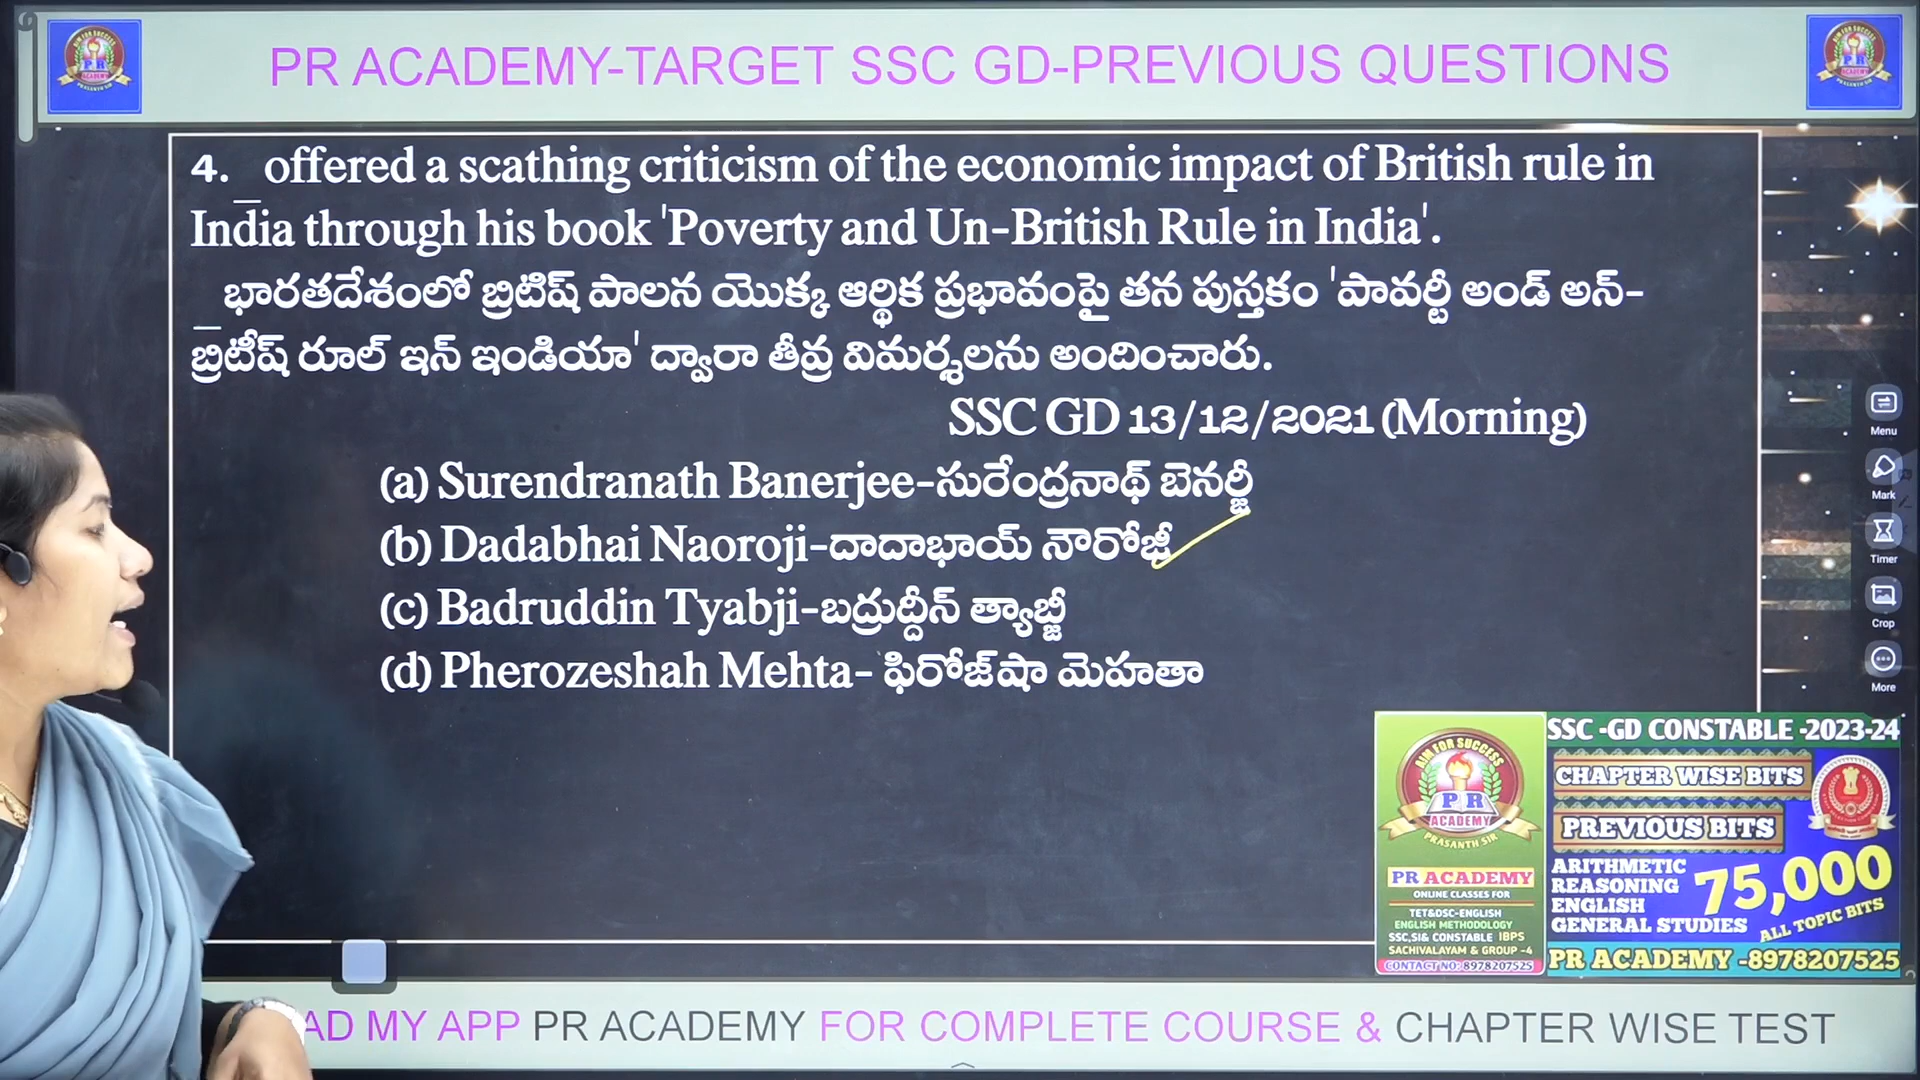 PR ACADEMY-TARGET SSC GD-PREVIOUS QUESTIONS
4. _ offered a scathing criticism of the economic impact of British rule in
India through his book 'Poverty and Un-British Rule in India'.
_ భారతదేశంలో బ్రిటిష్ పాలన యొక్క ఆర్థిక ప్రభావంపై తన పుస్తకం 'పావర్టీ అండ్ అన్-
బ్రిటీష్ రూల్ ఇన్ ఇండియా' ద్వారా తీవ్ర విమర్శలను అందించారు.
SSC GD 13/12/2021 (Morning)
(a) Surendranath Banerjee-సురేంద్రనాథ్ బెనర్జీ
(b) Dadabhai Naoroji-దాదాభాయ్ నౌరోజీ
(c) Badruddin Tyabji-బద్రుద్దీన్ త్యాబ్జీ
(d) Pherozeshah Mehta- ఫిరోజ్‌షా మెహతా
Menu
Mark
Timer
Crop
More
AIM FOR SUCCESS
PR
ACADEMY
PRASANTH SIR
PR ACADEMY
ONLINE CLASSES FOR
TET&DSC-ENGLISH
ENGLISH METHODOLOGY
SSC,SI& CONSTABLE IBPS
SACHIVALAYAM & GROUP -4
CONTACT NO: 8978207525
SSC -GD CONSTABLE -2023-24
CHAPTER WISE BITS
PREVIOUS BITS
ARITHMETIC
REASONING
ENGLISH
GENERAL STUDIES
75,000
ALL TOPIC BITS
PR ACADEMY -8978207525
AD MY APP PR ACADEMY FOR COMPLETE COURSE & CHAPTER WISE TEST